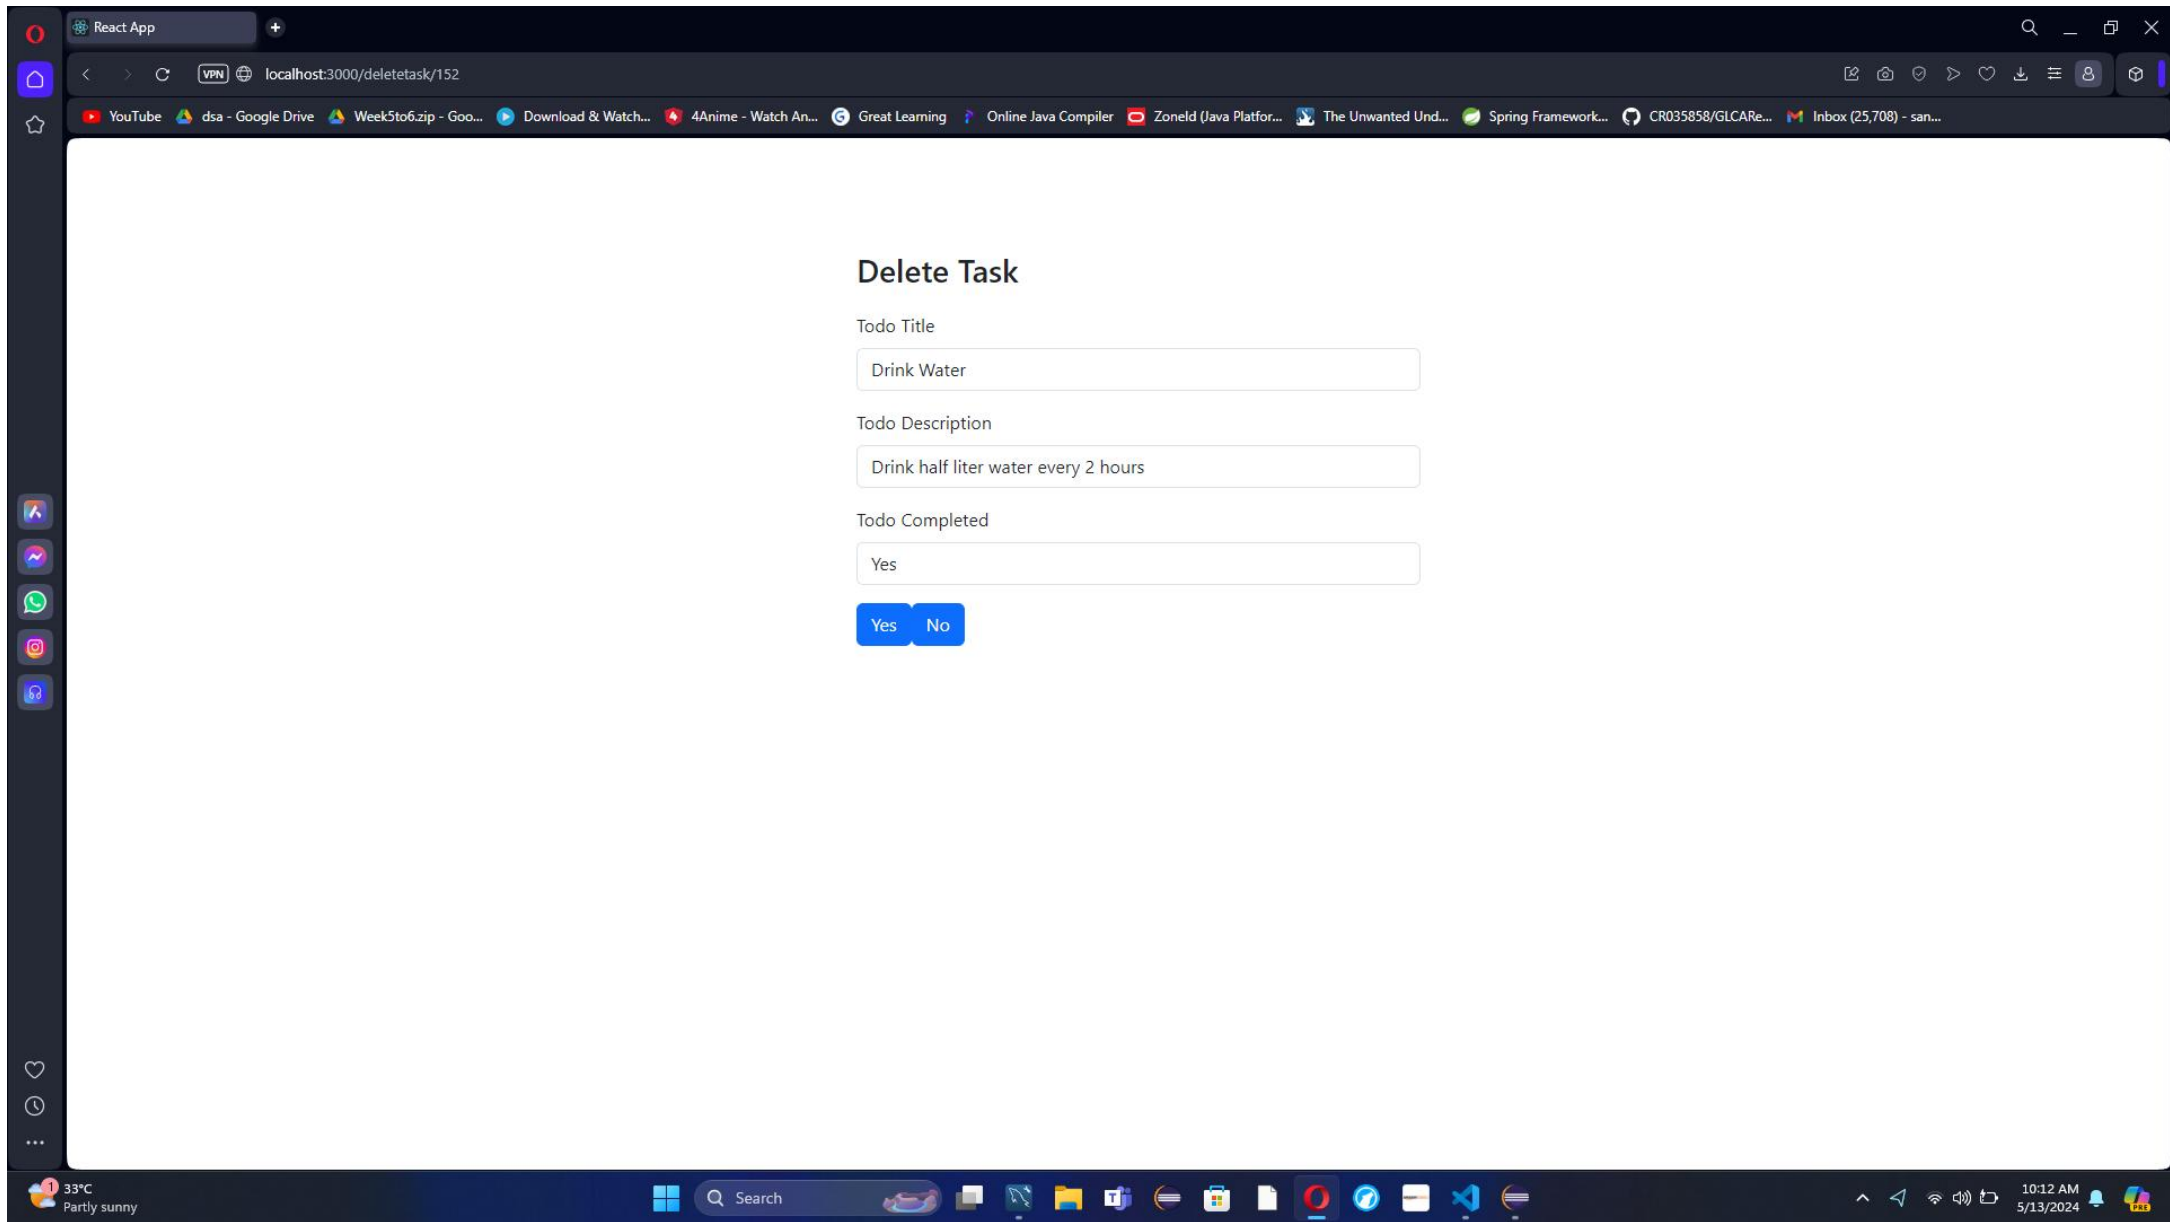 React App
VPN
localhost:3000/deletetask/152
YouTube dsa - Google Drive Week5to6.zip - Goo... Download & Watch... 4Anime - Watch An... Great Learning Online Java Compiler ZoneId (Java Platfor... The Unwanted Und... Spring Framework... CR035858/GLCARe... Inbox (25,708) - san...
Delete Task
Todo Title
Drink Water
Todo Description
Drink half liter water every 2 hours
Todo Completed
Yes
Yes No
1
33°C
Partly sunny
Search
10:12 AM
5/13/2024
PRE